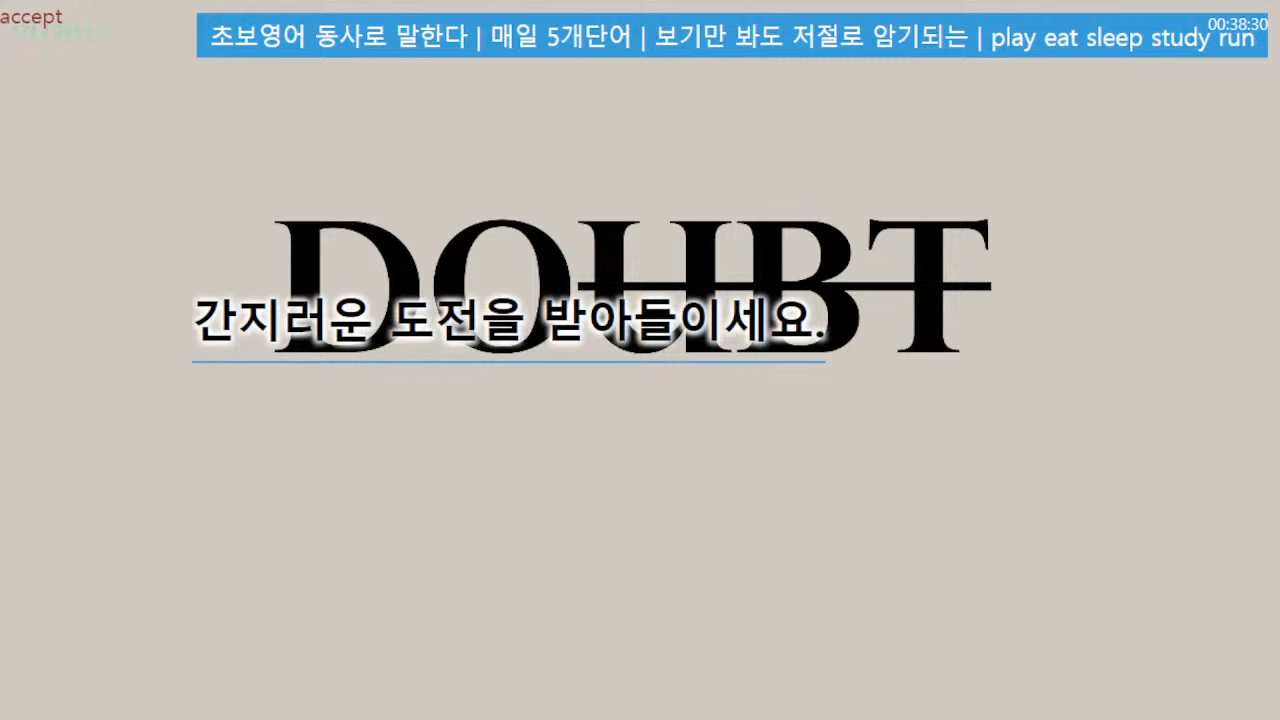 accept
초보영어 동사로 말한다 | 매일 5개단어 | 보기만 봐도 저절로 암기되는 | play eat sleep study run
00:38:30
DOUBT
간지러운 도전을 받아들이세요.